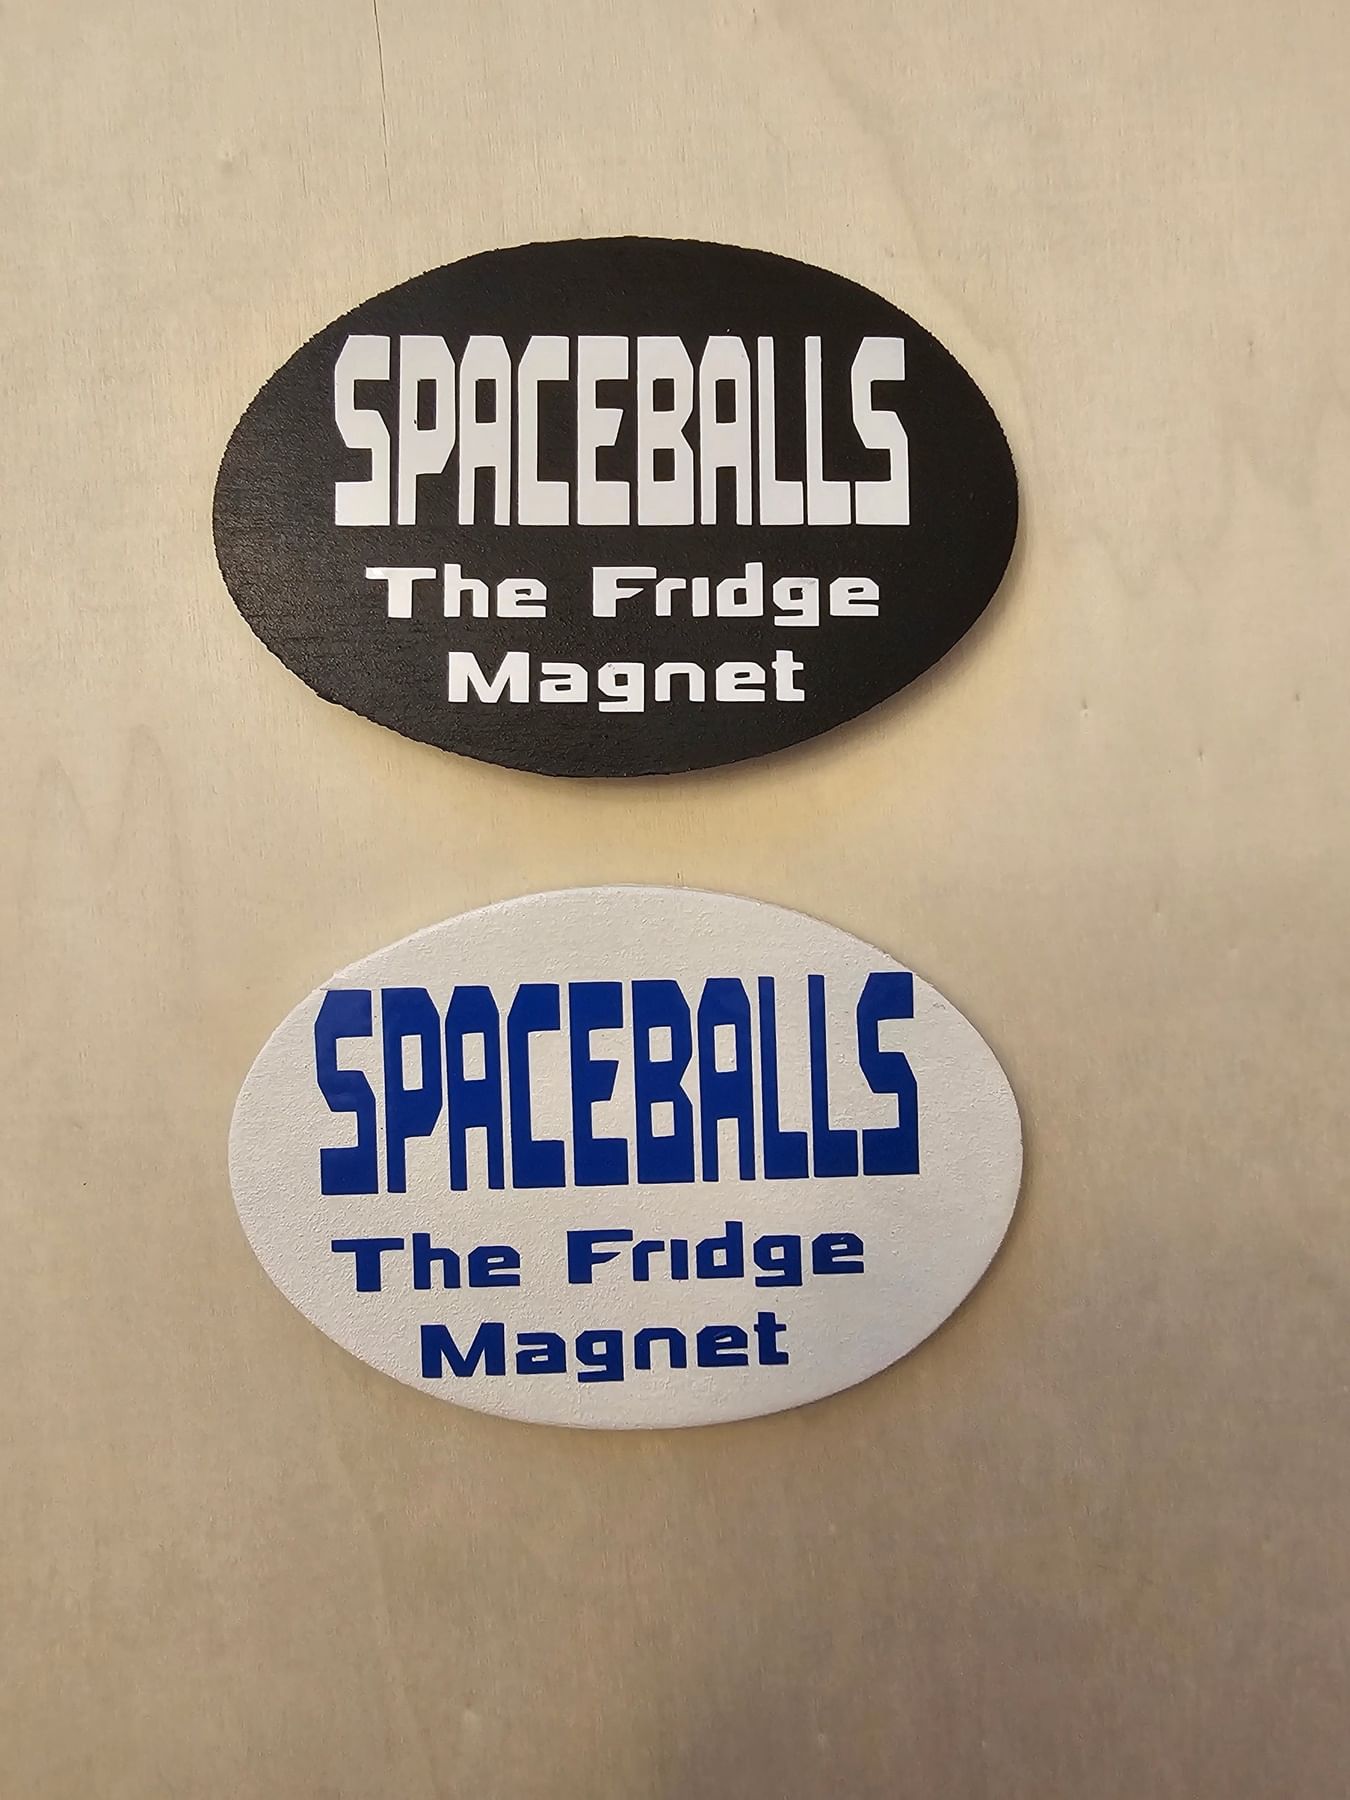 SPACEBALLS
The Fridge
Magnet
SPACEBALLS
The Fridge
Magnet